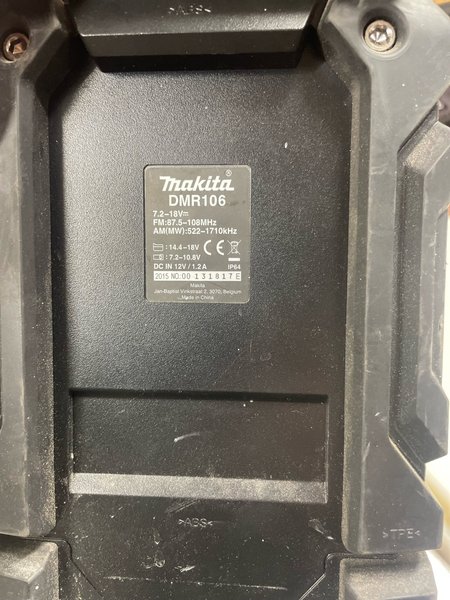 >ABS<
makita®
DMR106
7.2-18V⎓
FM:87.5-108MHz
AM(MW):522-1710kHz
:14.4-18V
:7.2-10.8V
DC IN 12V / 1.2 A IP64
2015 NO: 00 131817 E
Makita
Jan-Baptist Vinkstraat 2, 3070, Belgium
Made in China
>ABS<
>TPE<